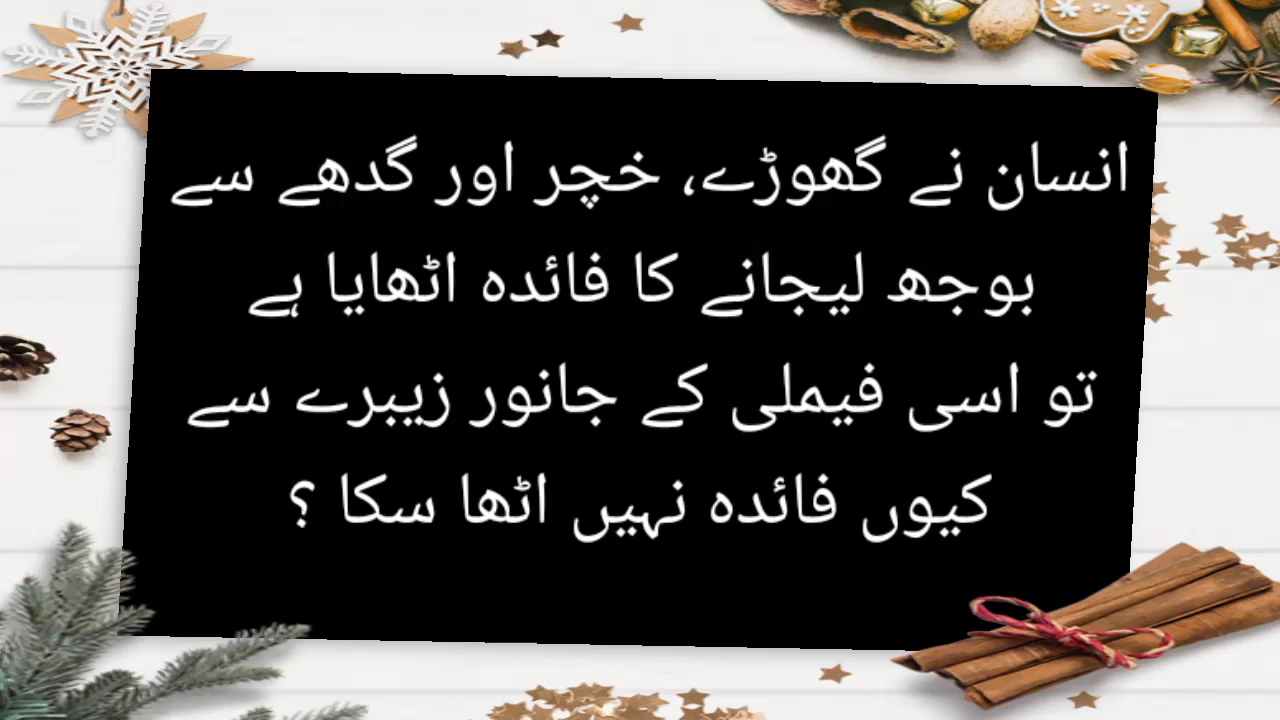 انسان نے گھوڑے، خچر اور گدھے سے
بوجھ لیجانے کا فائدہ اٹھایا ہے
تو اسی فیملی کے جانور زیبرے سے
کیوں فائدہ نہیں اٹھا سکا ؟